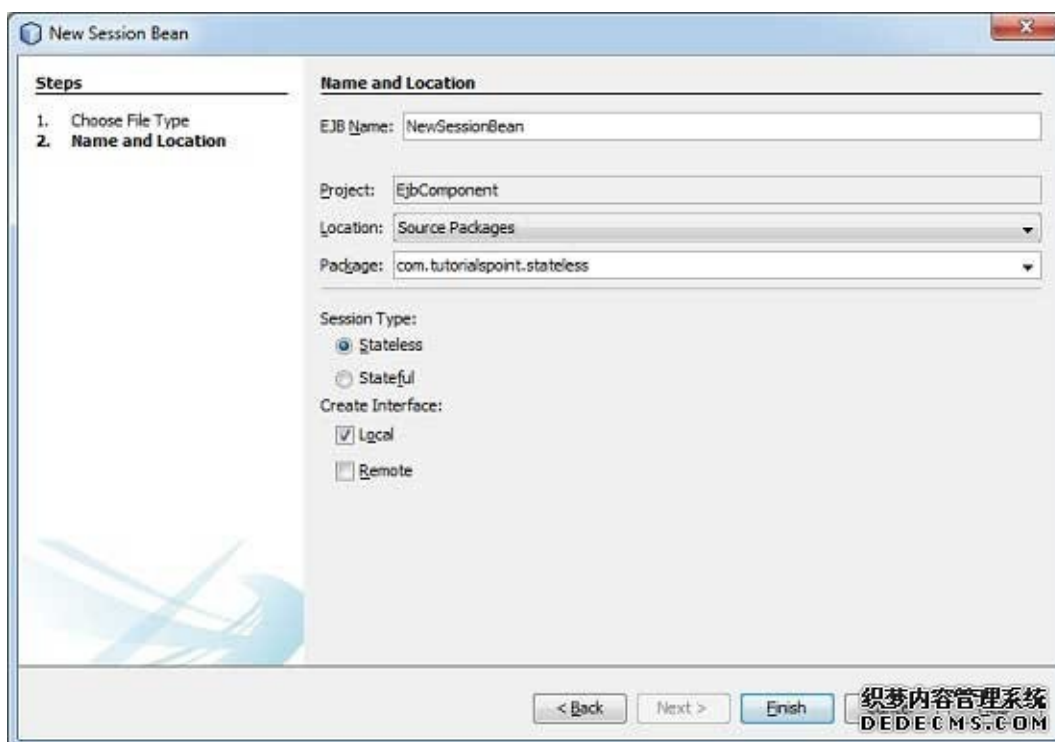 New Session Bean
Steps
1. Choose File Type
2. Name and Location
Name and Location
EJB Name: NewSessionBean
Project: EjbComponent
Location: Source Packages
Package: com.tutorialspoint.stateless
Session Type:
Stateless
Stateful
Create Interface:
Local
Remote
< Back Next > Finish
织梦内容管理系统
DEDECMS.COM